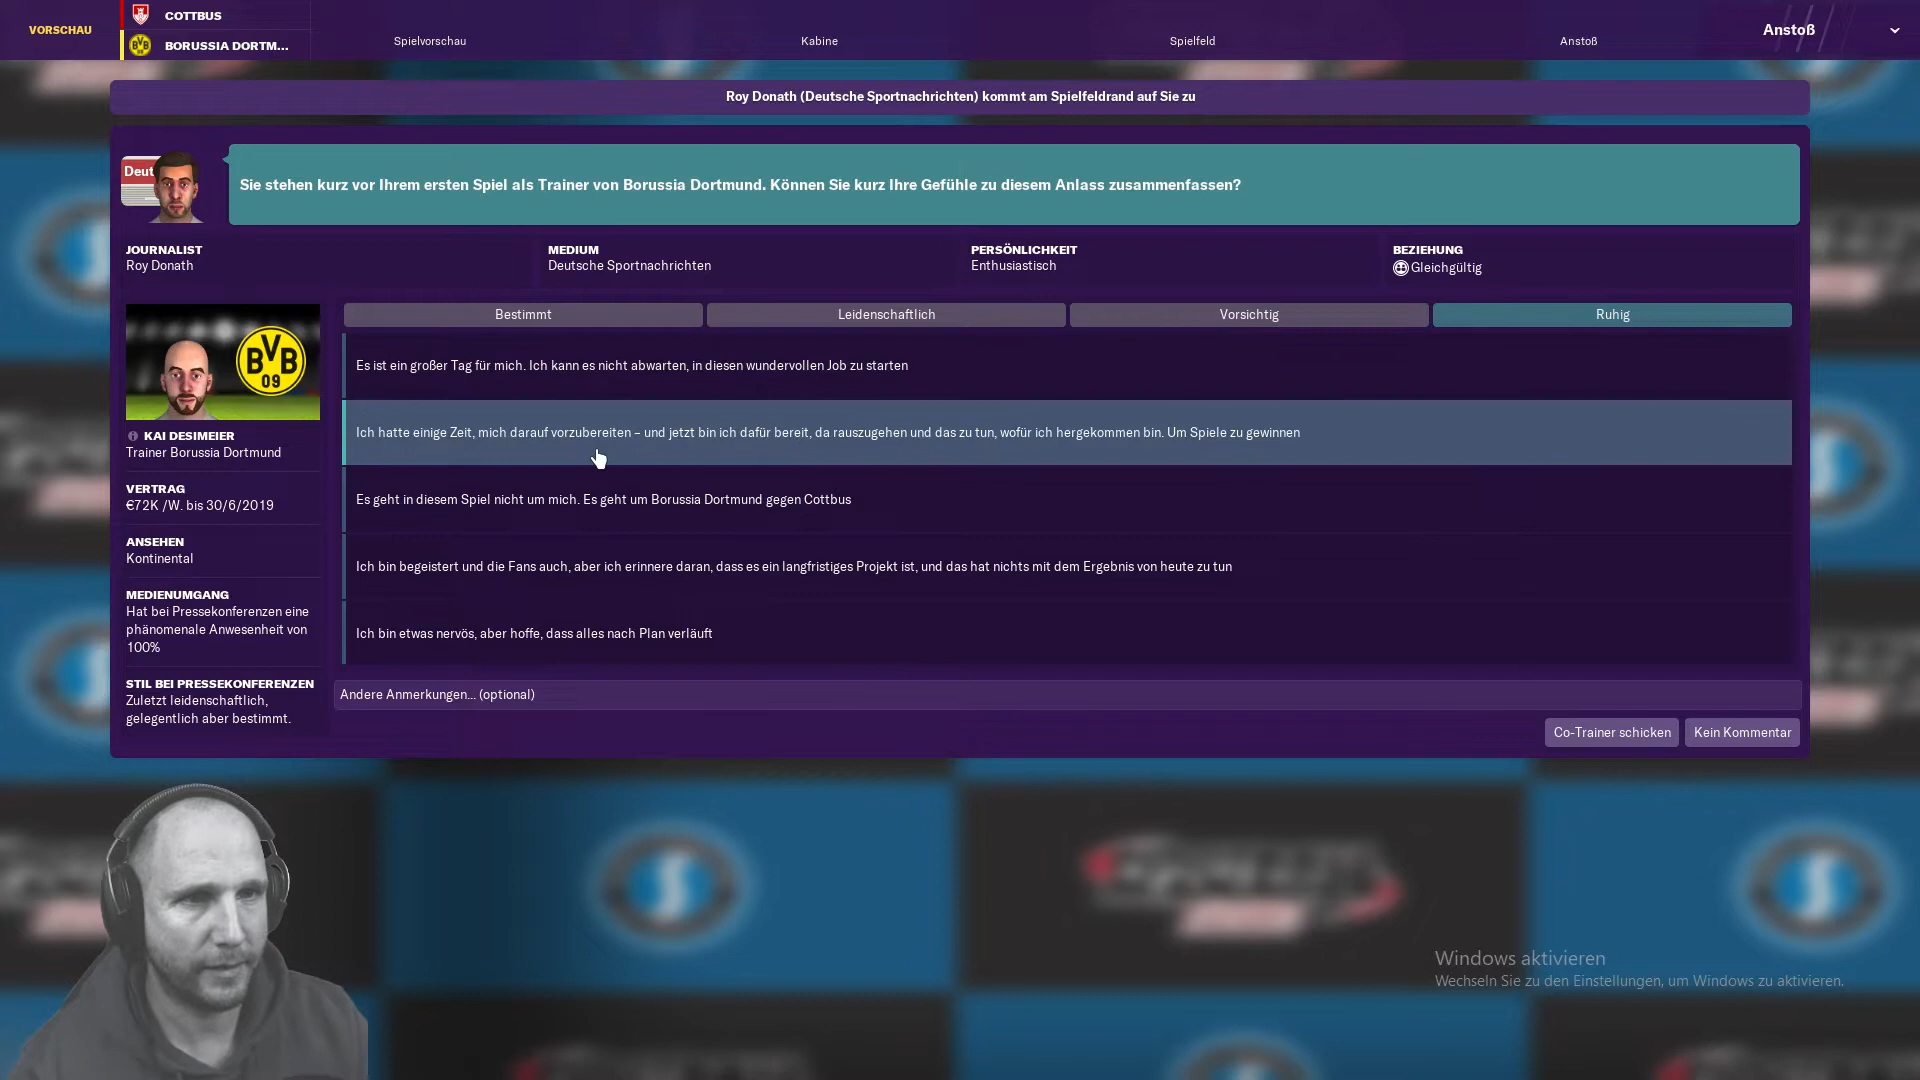 VORSCHAU
COTTBUS
BORUSSIA DORTM...
Spielvorschau
Kabine
Spielfeld
Anstoß
Anstoß
Roy Donath (Deutsche Sportnachrichten) kommt am Spielfeldrand auf Sie zu
Deut
Sie stehen kurz vor Ihrem ersten Spiel als Trainer von Borussia Dortmund. Können Sie kurz Ihre Gefühle zu diesem Anlass zusammenfassen?
JOURNALIST
Roy Donath
MEDIUM
Deutsche Sportnachrichten
PERSÖNLICHKEIT
Enthusiastisch
BEZIEHUNG
Gleichgültig
BVB
09
KAI DESIMEIER
Trainer Borussia Dortmund
VERTRAG
€72K /W. bis 30/6/2019
ANSEHEN
Kontinental
MEDIENUMGANG
Hat bei Pressekonferenzen eine
phänomenale Anwesenheit von
100%
STIL BEI PRESSEKONFERENZEN
Zuletzt leidenschaftlich,
gelegentlich aber bestimmt.
Bestimmt
Leidenschaftlich
Vorsichtig
Ruhig
Es ist ein großer Tag für mich. Ich kann es nicht abwarten, in diesen wundervollen Job zu starten
Ich hatte einige Zeit, mich darauf vorzubereiten – und jetzt bin ich dafür bereit, da rauszugehen und das zu tun, wofür ich hergekommen bin. Um Spiele zu gewinnen
Es geht in diesem Spiel nicht um mich. Es geht um Borussia Dortmund gegen Cottbus
Ich bin begeistert und die Fans auch, aber ich erinnere daran, dass es ein langfristiges Projekt ist, und das hat nichts mit dem Ergebnis von heute zu tun
Ich bin etwas nervös, aber hoffe, dass alles nach Plan verläuft
Andere Anmerkungen... (optional)
Co-Trainer schicken
Kein Kommentar
Windows aktivieren
Wechseln Sie zu den Einstellungen, um Windows zu aktivieren.